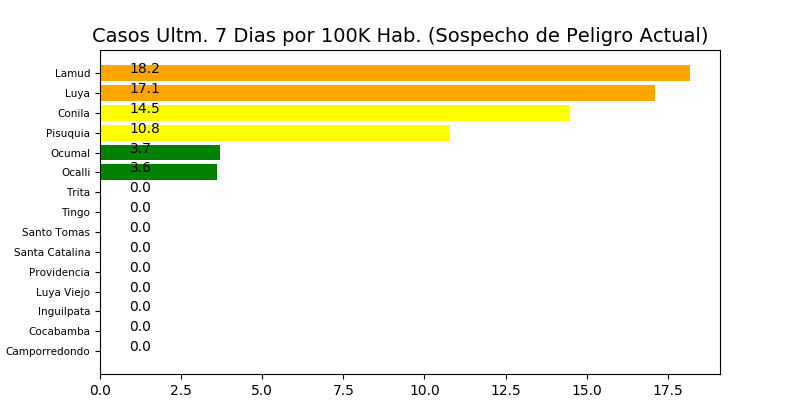 Casos Ultm. 7 Dias por 100K Hab. (Sospecho de Peligro Actual)
Lamud 18.2
Luya 17.1
Conila 14.5
Pisuquia 10.8
Ocumal 3.7
Ocalli 3.6
Trita 0.0
Tingo 0.0
Santo Tomas 0.0
Santa Catalina 0.0
Providencia 0.0
Luya Viejo 0.0
Inguilpata 0.0
Cocabamba 0.0
Camporredondo 0.0
0.0 2.5 5.0 7.5 10.0 12.5 15.0 17.5